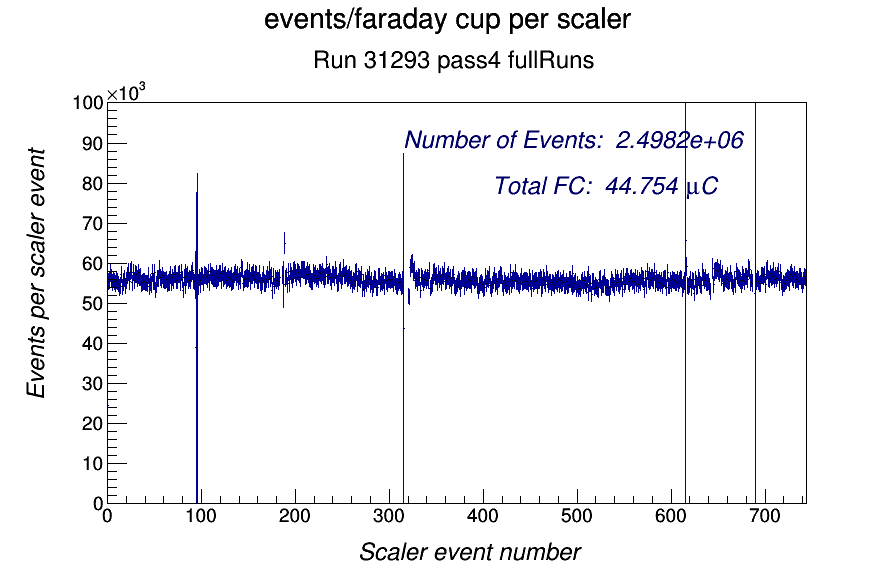 events/faraday cup per scaler
Run 31293 pass4 fullRuns
×10³
100
90
80
70
60
50
40
30
20
10
0
Events per scaler event
Number of Events: 2.4982e+06
Total FC: 44.754 μC
0 100 200 300 400 500 600 700
Scaler event number